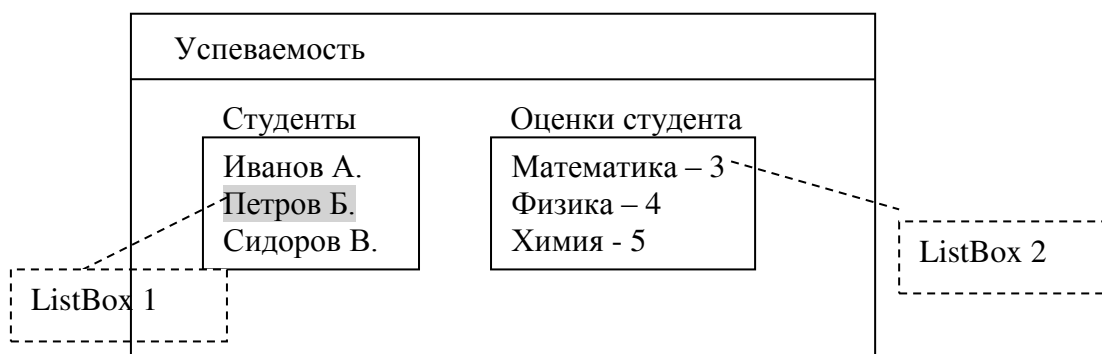 Успеваемость
Студенты
Оценки студента
Иванов А.
Петров Б.
Сидоров В.
Математика – 3
Физика – 4
Химия - 5
ListBox 1
ListBox 2